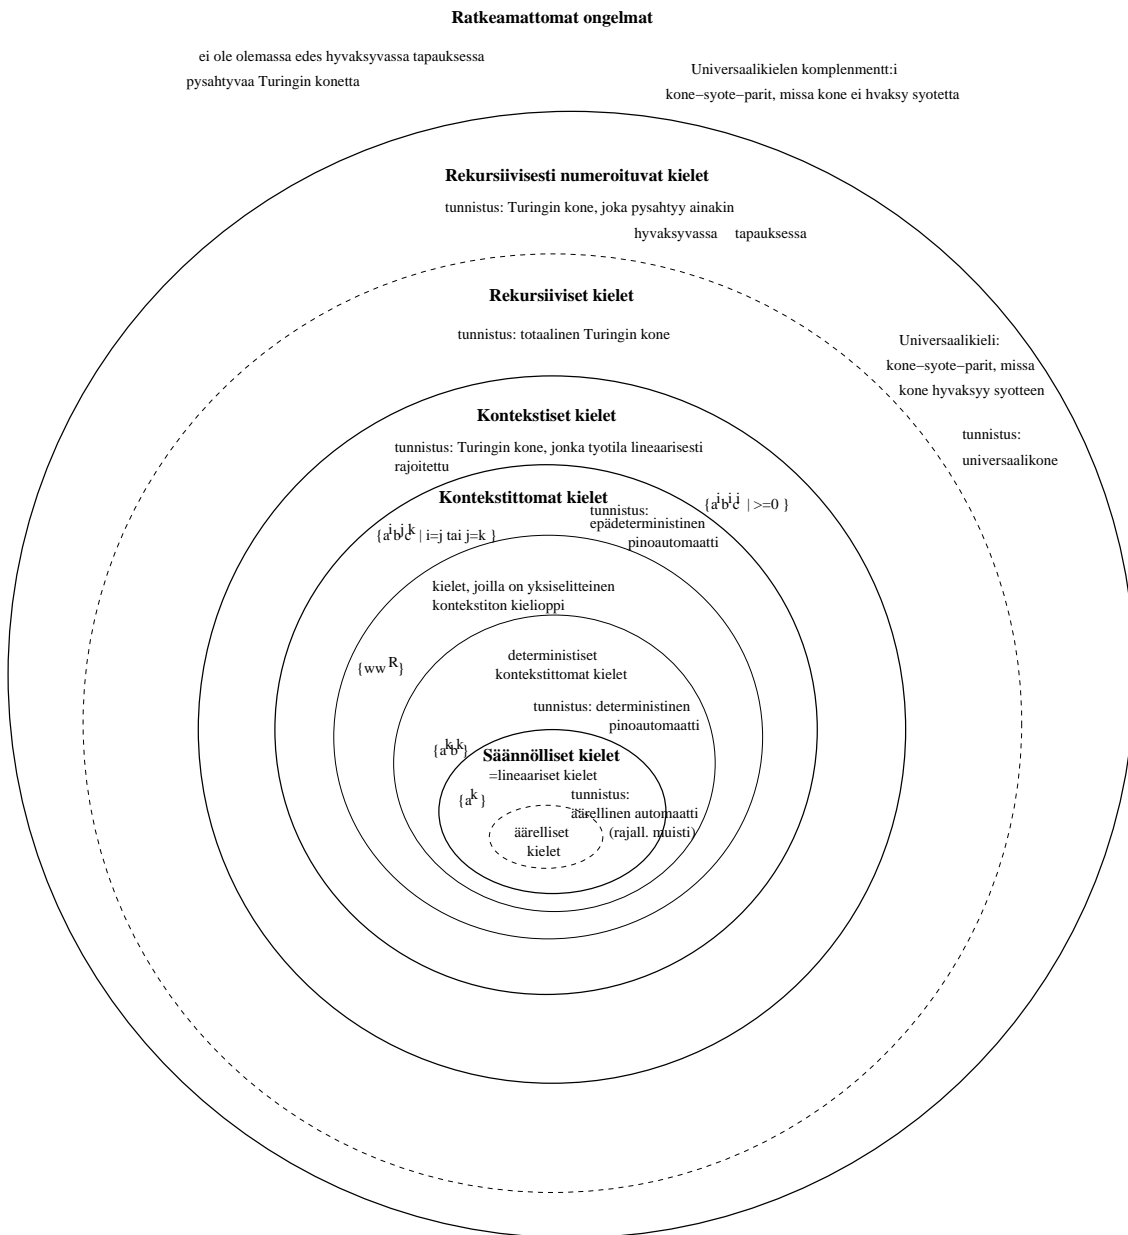 Ratkeamattomat ongelmat
ei ole olemassa edes hyvaksyvassa tapauksessa
pysahtyvaa Turingin konetta
Universaalikielen komplenmentt:i
kone−syote−parit, missa kone ei hvaksy syotetta
Rekursiivisesti numeroituvat kielet
tunnistus: Turingin kone, joka pysahtyy ainakin
hyvaksyvassa tapauksessa
Rekursiiviset kielet
tunnistus: totaalinen Turingin kone
Universaalikieli:
kone−syote−parit, missa
kone hyvaksyy syotteen
tunnistus:
universaalikone
Kontekstiset kielet
tunnistus: Turingin kone, jonka tyotila lineaarisesti
rajoitettu
{a^i b^i c^i | >=0 }
Kontekstittomat kielet
tunnistus:
epädeterministinen
pinoautomaatti
{a^i b^j c^k | i=j tai j=k }
kielet, joilla on yksiselitteinen
kontekstiton kielioppi
{ww^R}
deterministiset
kontekstittomat kielet
tunnistus: deterministinen
pinoautomaatti
{a^k b^k}
Säännölliset kielet
=lineaariset kielet
{a^k}
tunnistus:
äärellinen automaatti
(rajall. muisti)
äärelliset
kielet